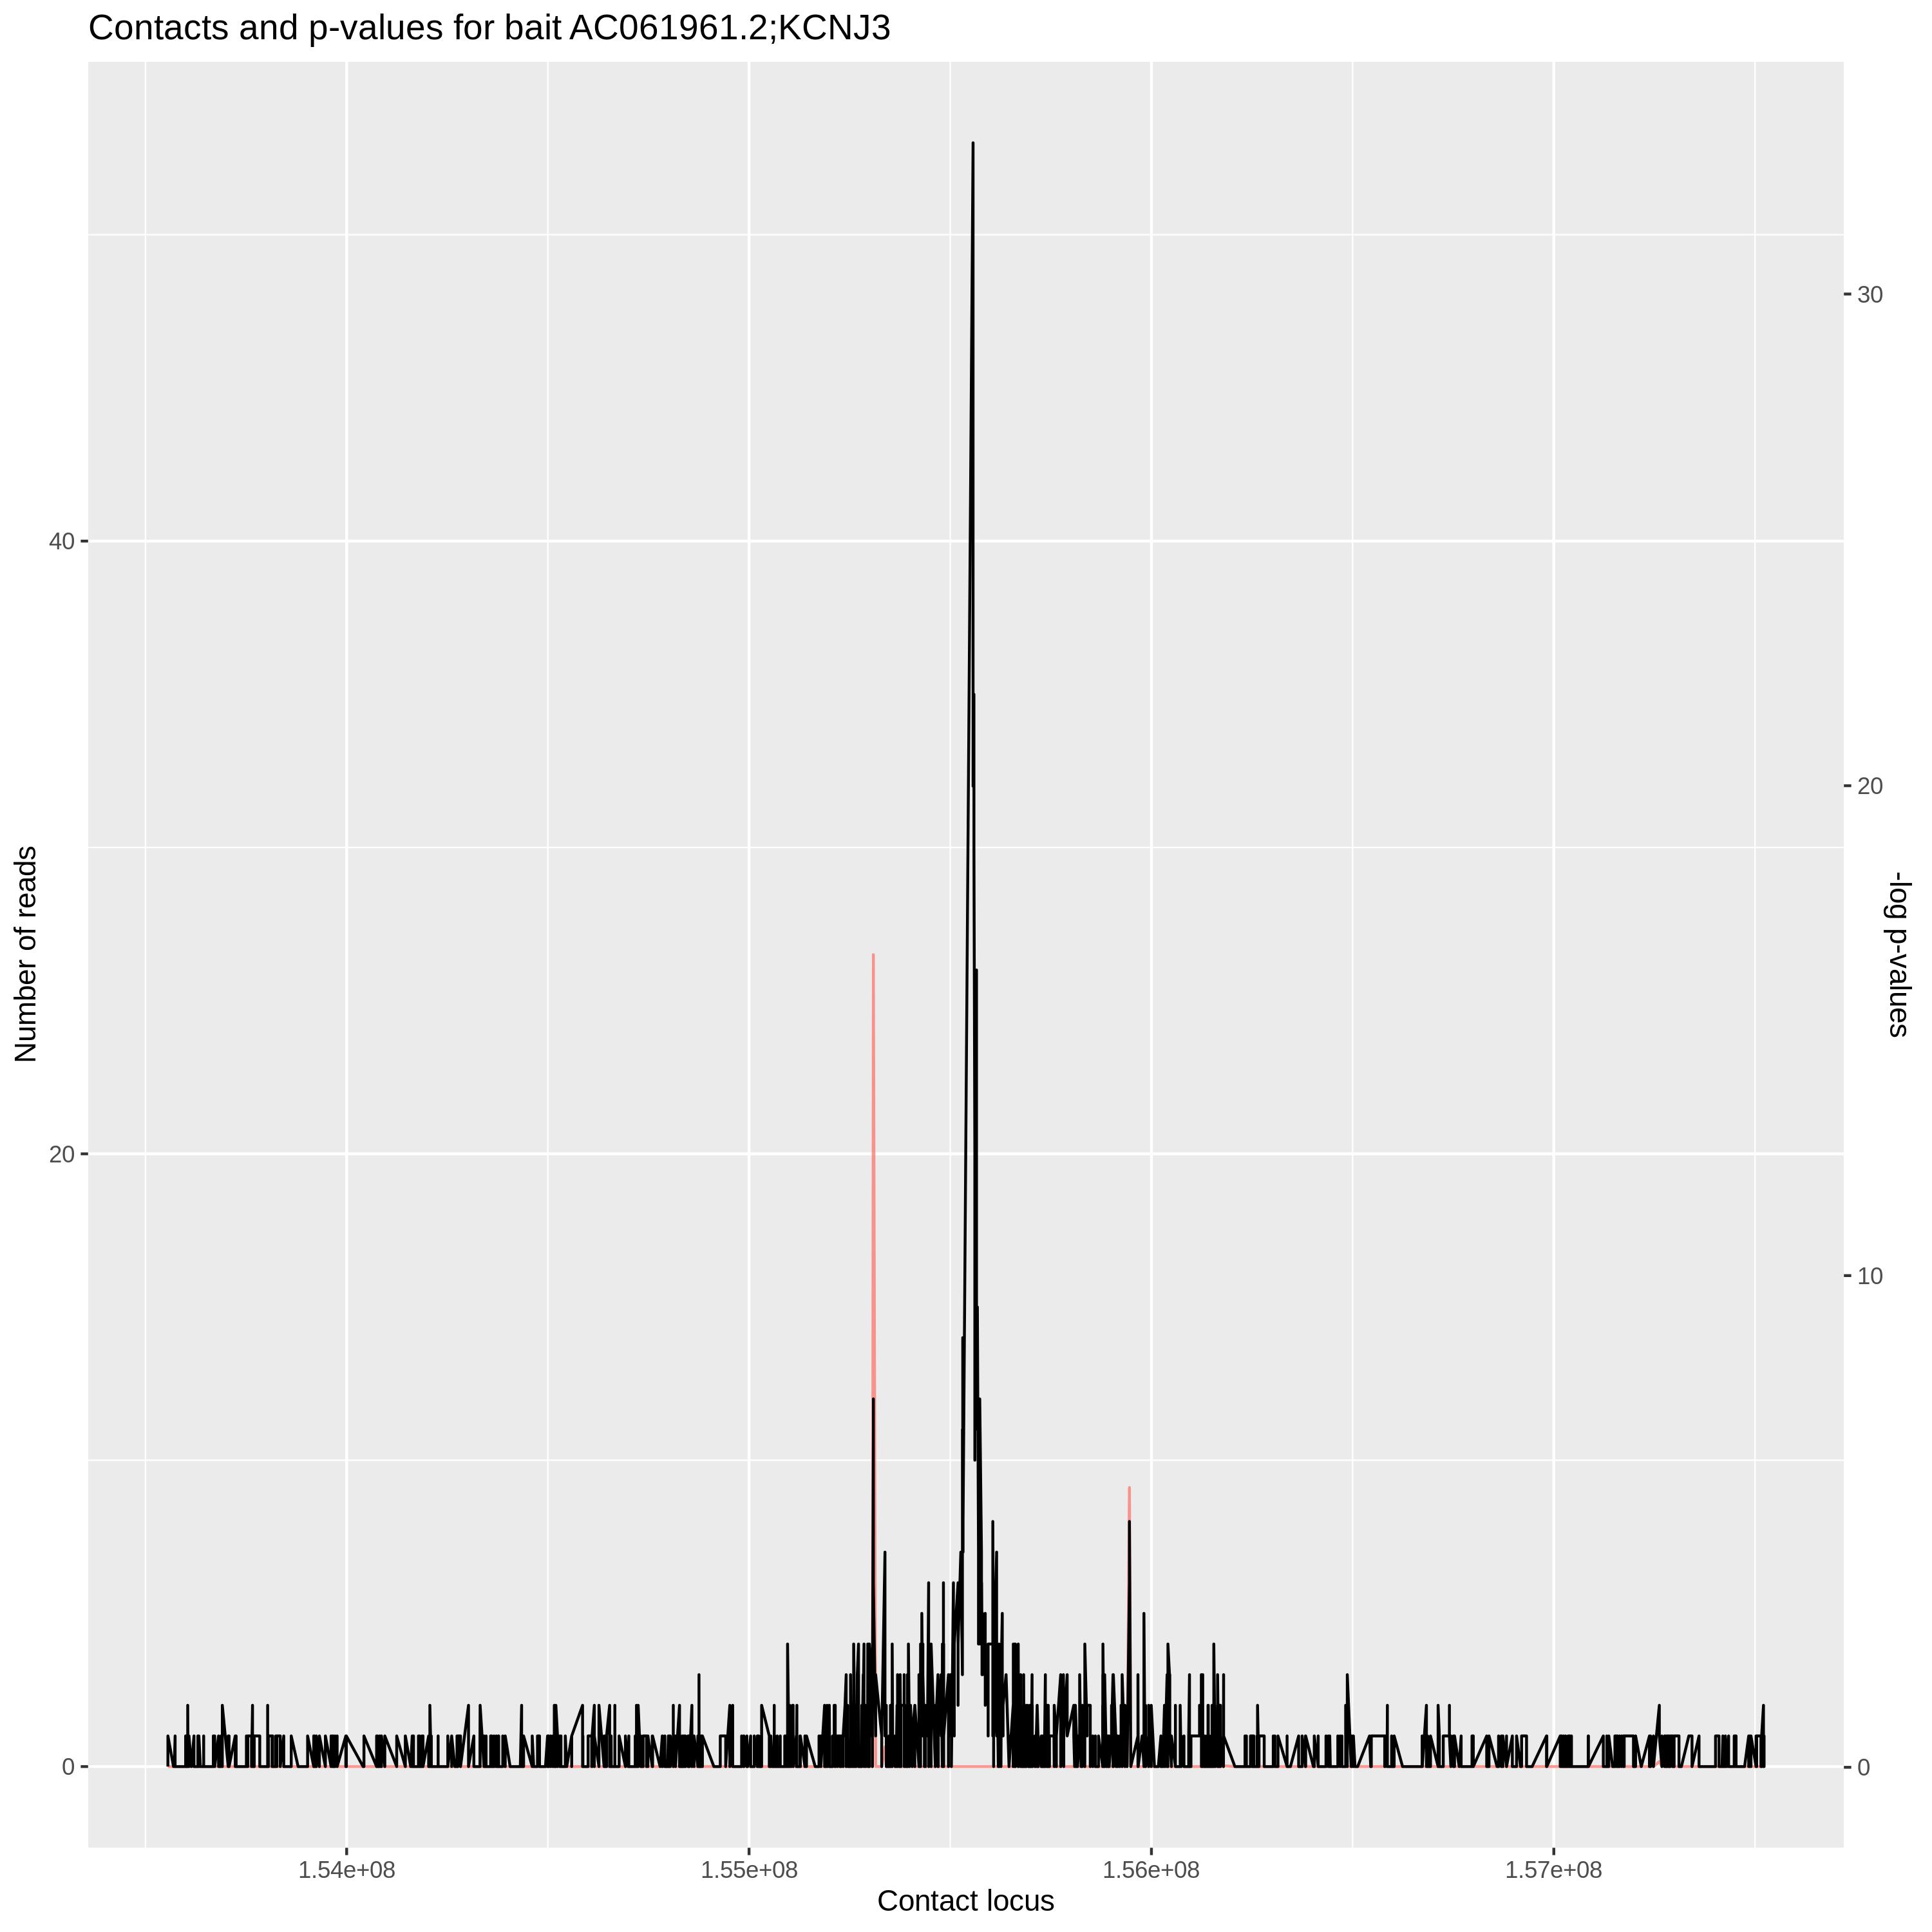 Contacts and p-values for bait AC061961.2;KCNJ3
Number of reads
40
20
0
30
20
10
0
-log p-values
1.54e+08
1.55e+08
1.56e+08
1.57e+08
Contact locus